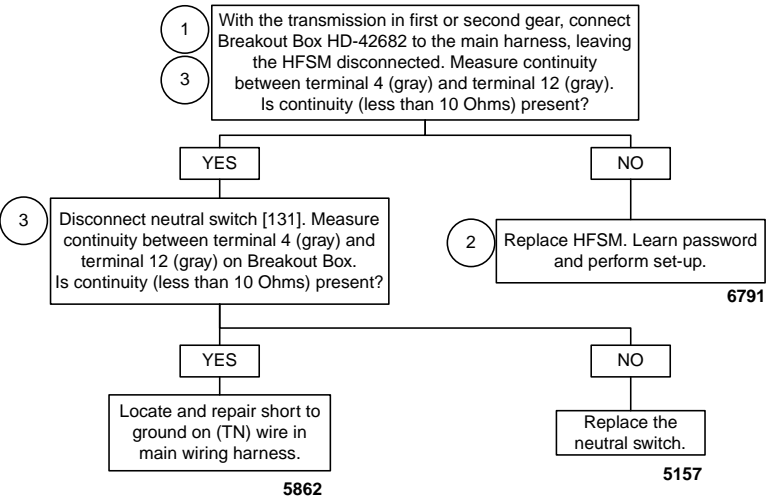 1
3
With the transmission in first or second gear, connect
Breakout Box HD-42682 to the main harness, leaving
the HFSM disconnected. Measure continuity
between terminal 4 (gray) and terminal 12 (gray).
Is continuity (less than 10 Ohms) present?
YES
NO
3
Disconnect neutral switch [131]. Measure
continuity between terminal 4 (gray) and
terminal 12 (gray) on Breakout Box.
Is continuity (less than 10 Ohms) present?
2
Replace HFSM. Learn password
and perform set-up.
6791
YES
NO
Locate and repair short to
ground on (TN) wire in
main wiring harness.
5862
Replace the
neutral switch.
5157